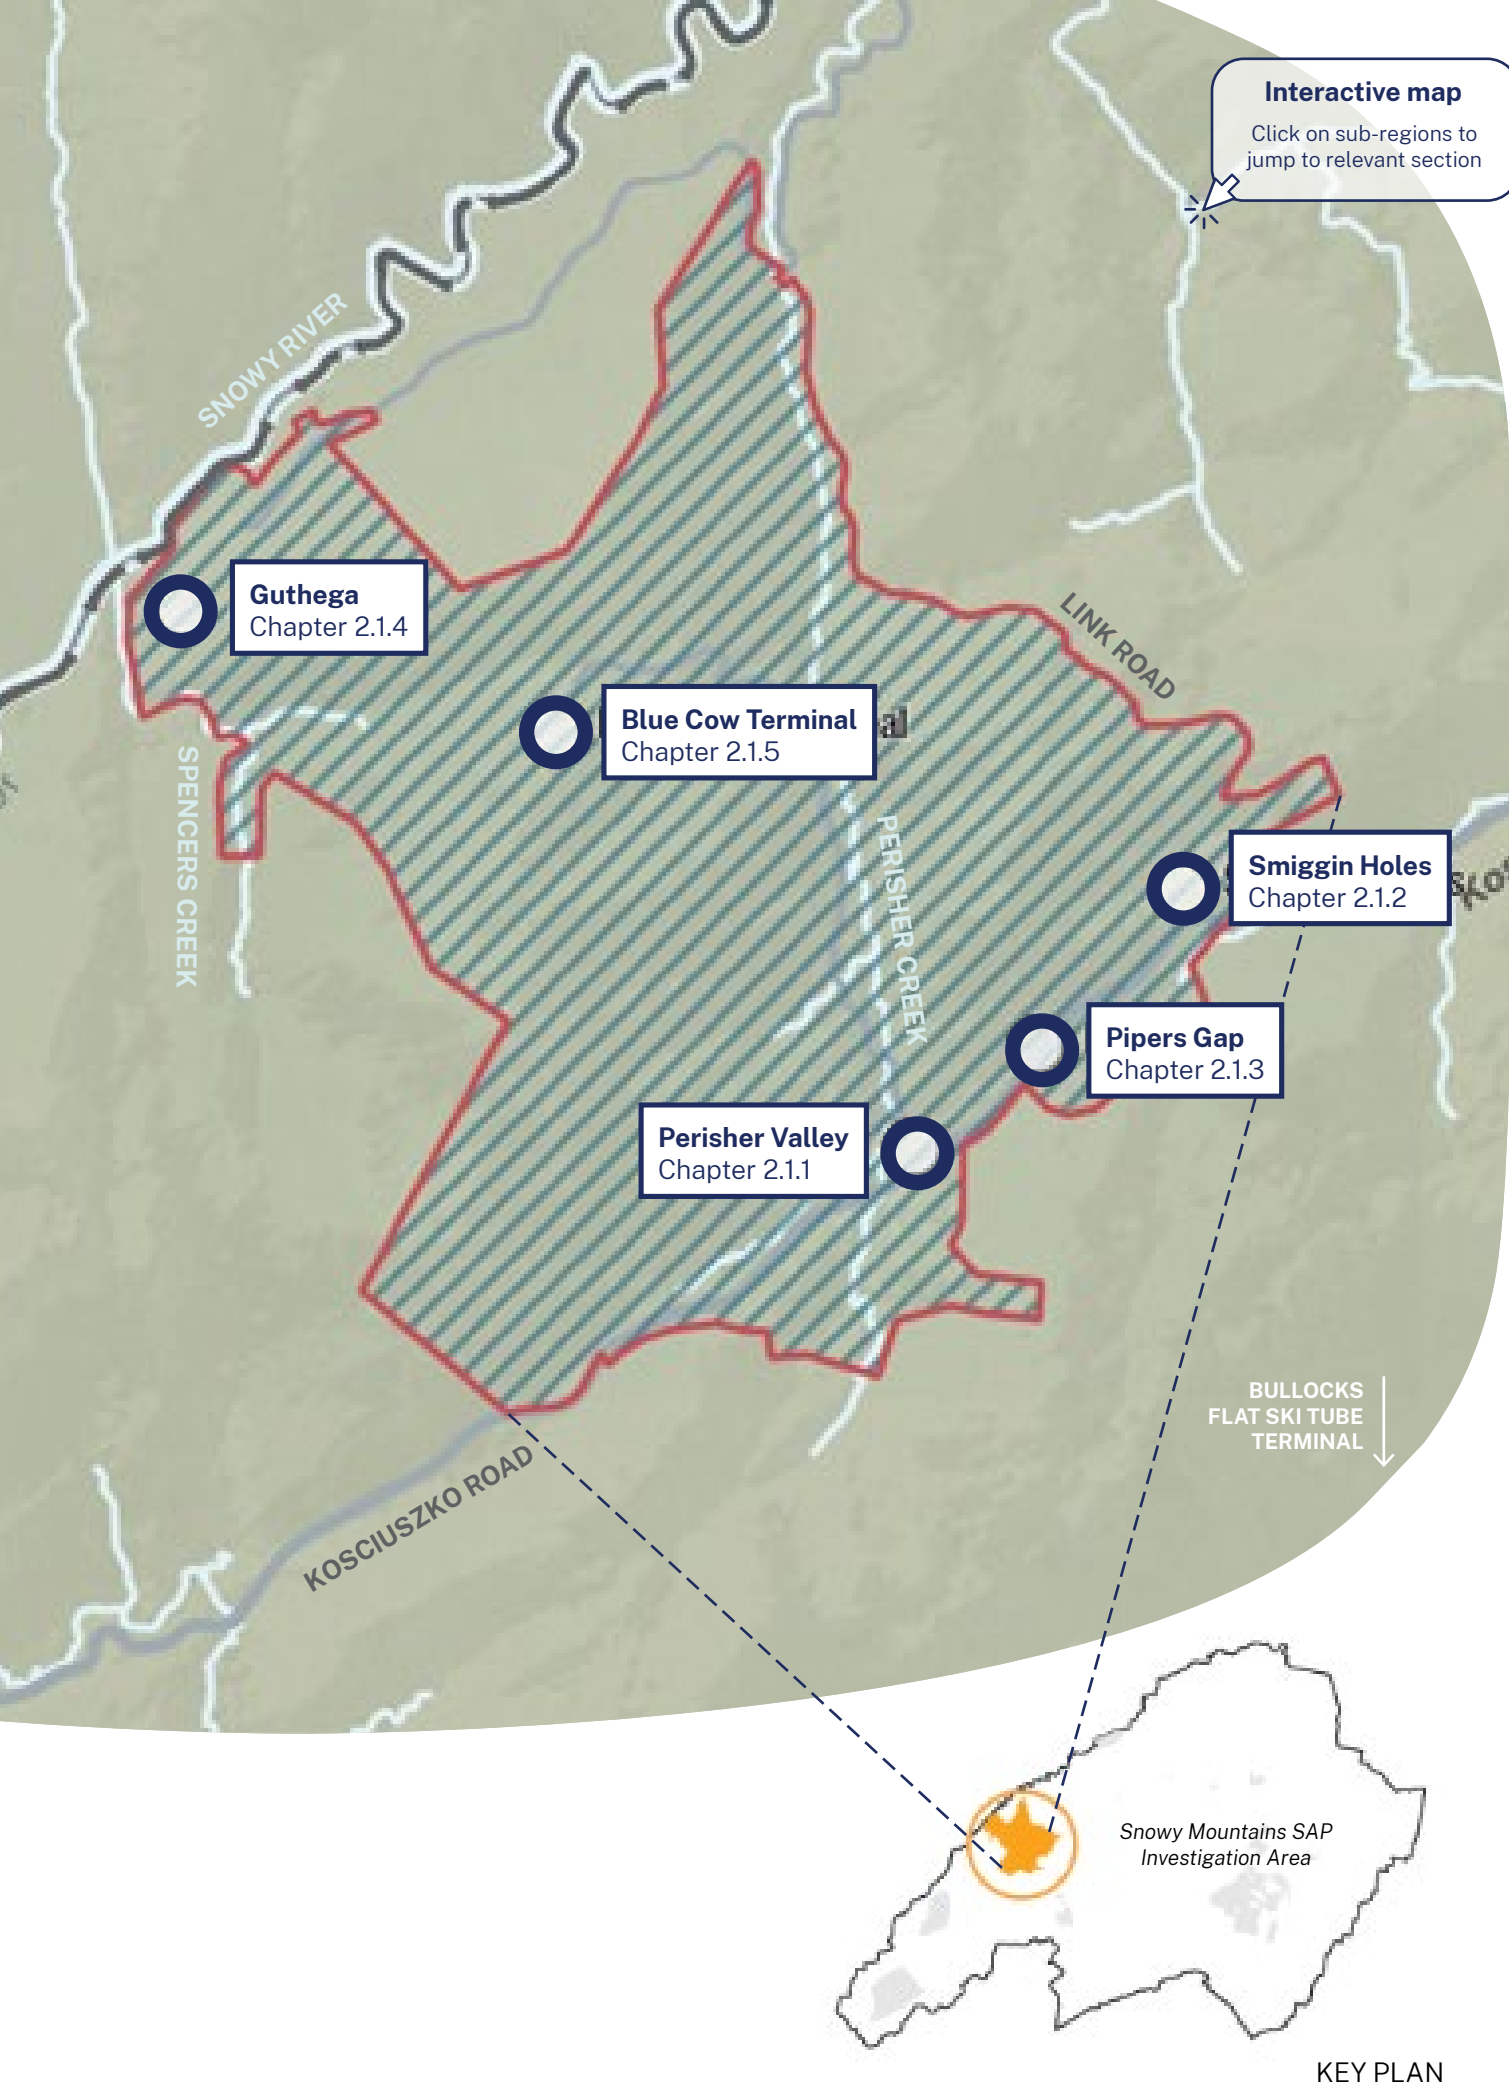 Interactive map
Click on sub-regions to
jump to relevant section
SNOWY RIVER
Guthega
Chapter 2.1.4
LINK ROAD
Blue Cow Terminal
Chapter 2.1.5
al
SPENCERS CREEK
PERISHER CREEK
Smiggin Holes
Chapter 2.1.2
Pipers Gap
Chapter 2.1.3
Perisher Valley
Chapter 2.1.1
BULLOCKS
FLAT SKI TUBE
TERMINAL
KOSCIUSZKO ROAD
Snowy Mountains SAP
Investigation Area
KEY PLAN